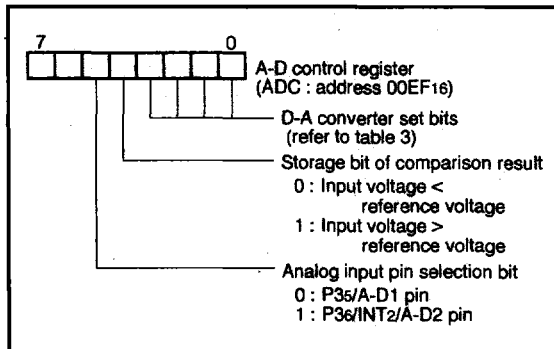 7 0
A-D control register
(ADC : address 00EF16)
D-A converter set bits
(refer to table 3)
Storage bit of comparison result
0 : Input voltage <
reference voltage
1 : Input voltage >
reference voltage
Analog input pin selection bit
0 : P35/A-D1 pin
1 : P36/INT2/A-D2 pin